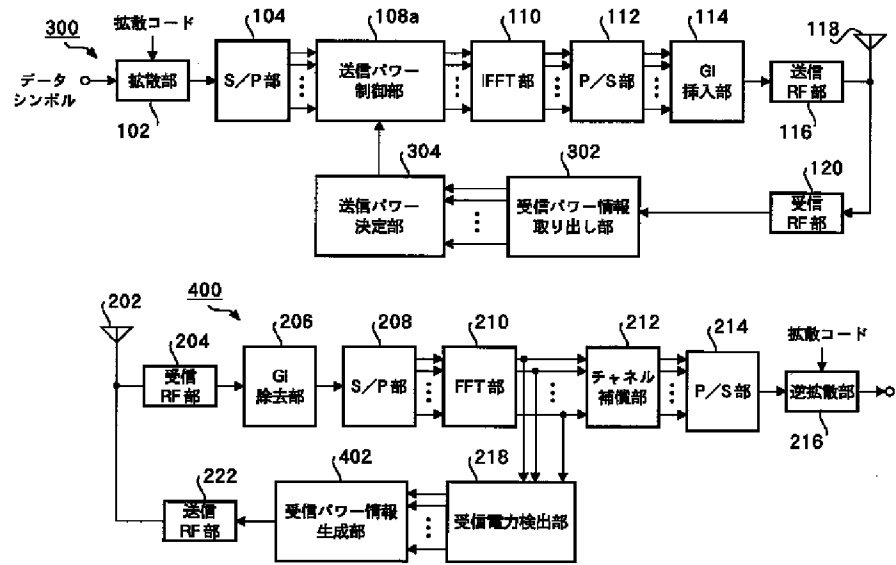 300
拡散コード
データ
シンボル
拡散部
102
104
S/P部
108a
送信パワー
制御部
110
IFFT部
112
P/S部
114
GI
挿入部
送信
RF部
116
118
304
送信パワー
決定部
302
受信パワー情報
取り出し部
120
受信
RF部
400
202
204
受信
RF部
206
GI
除去部
208
S/P部
210
FFT部
212
チャネル
補償部
214
P/S部
拡散コード
逆拡散部
216
222
送信
RF部
402
受信パワー情報
生成部
218
受信電力検出部